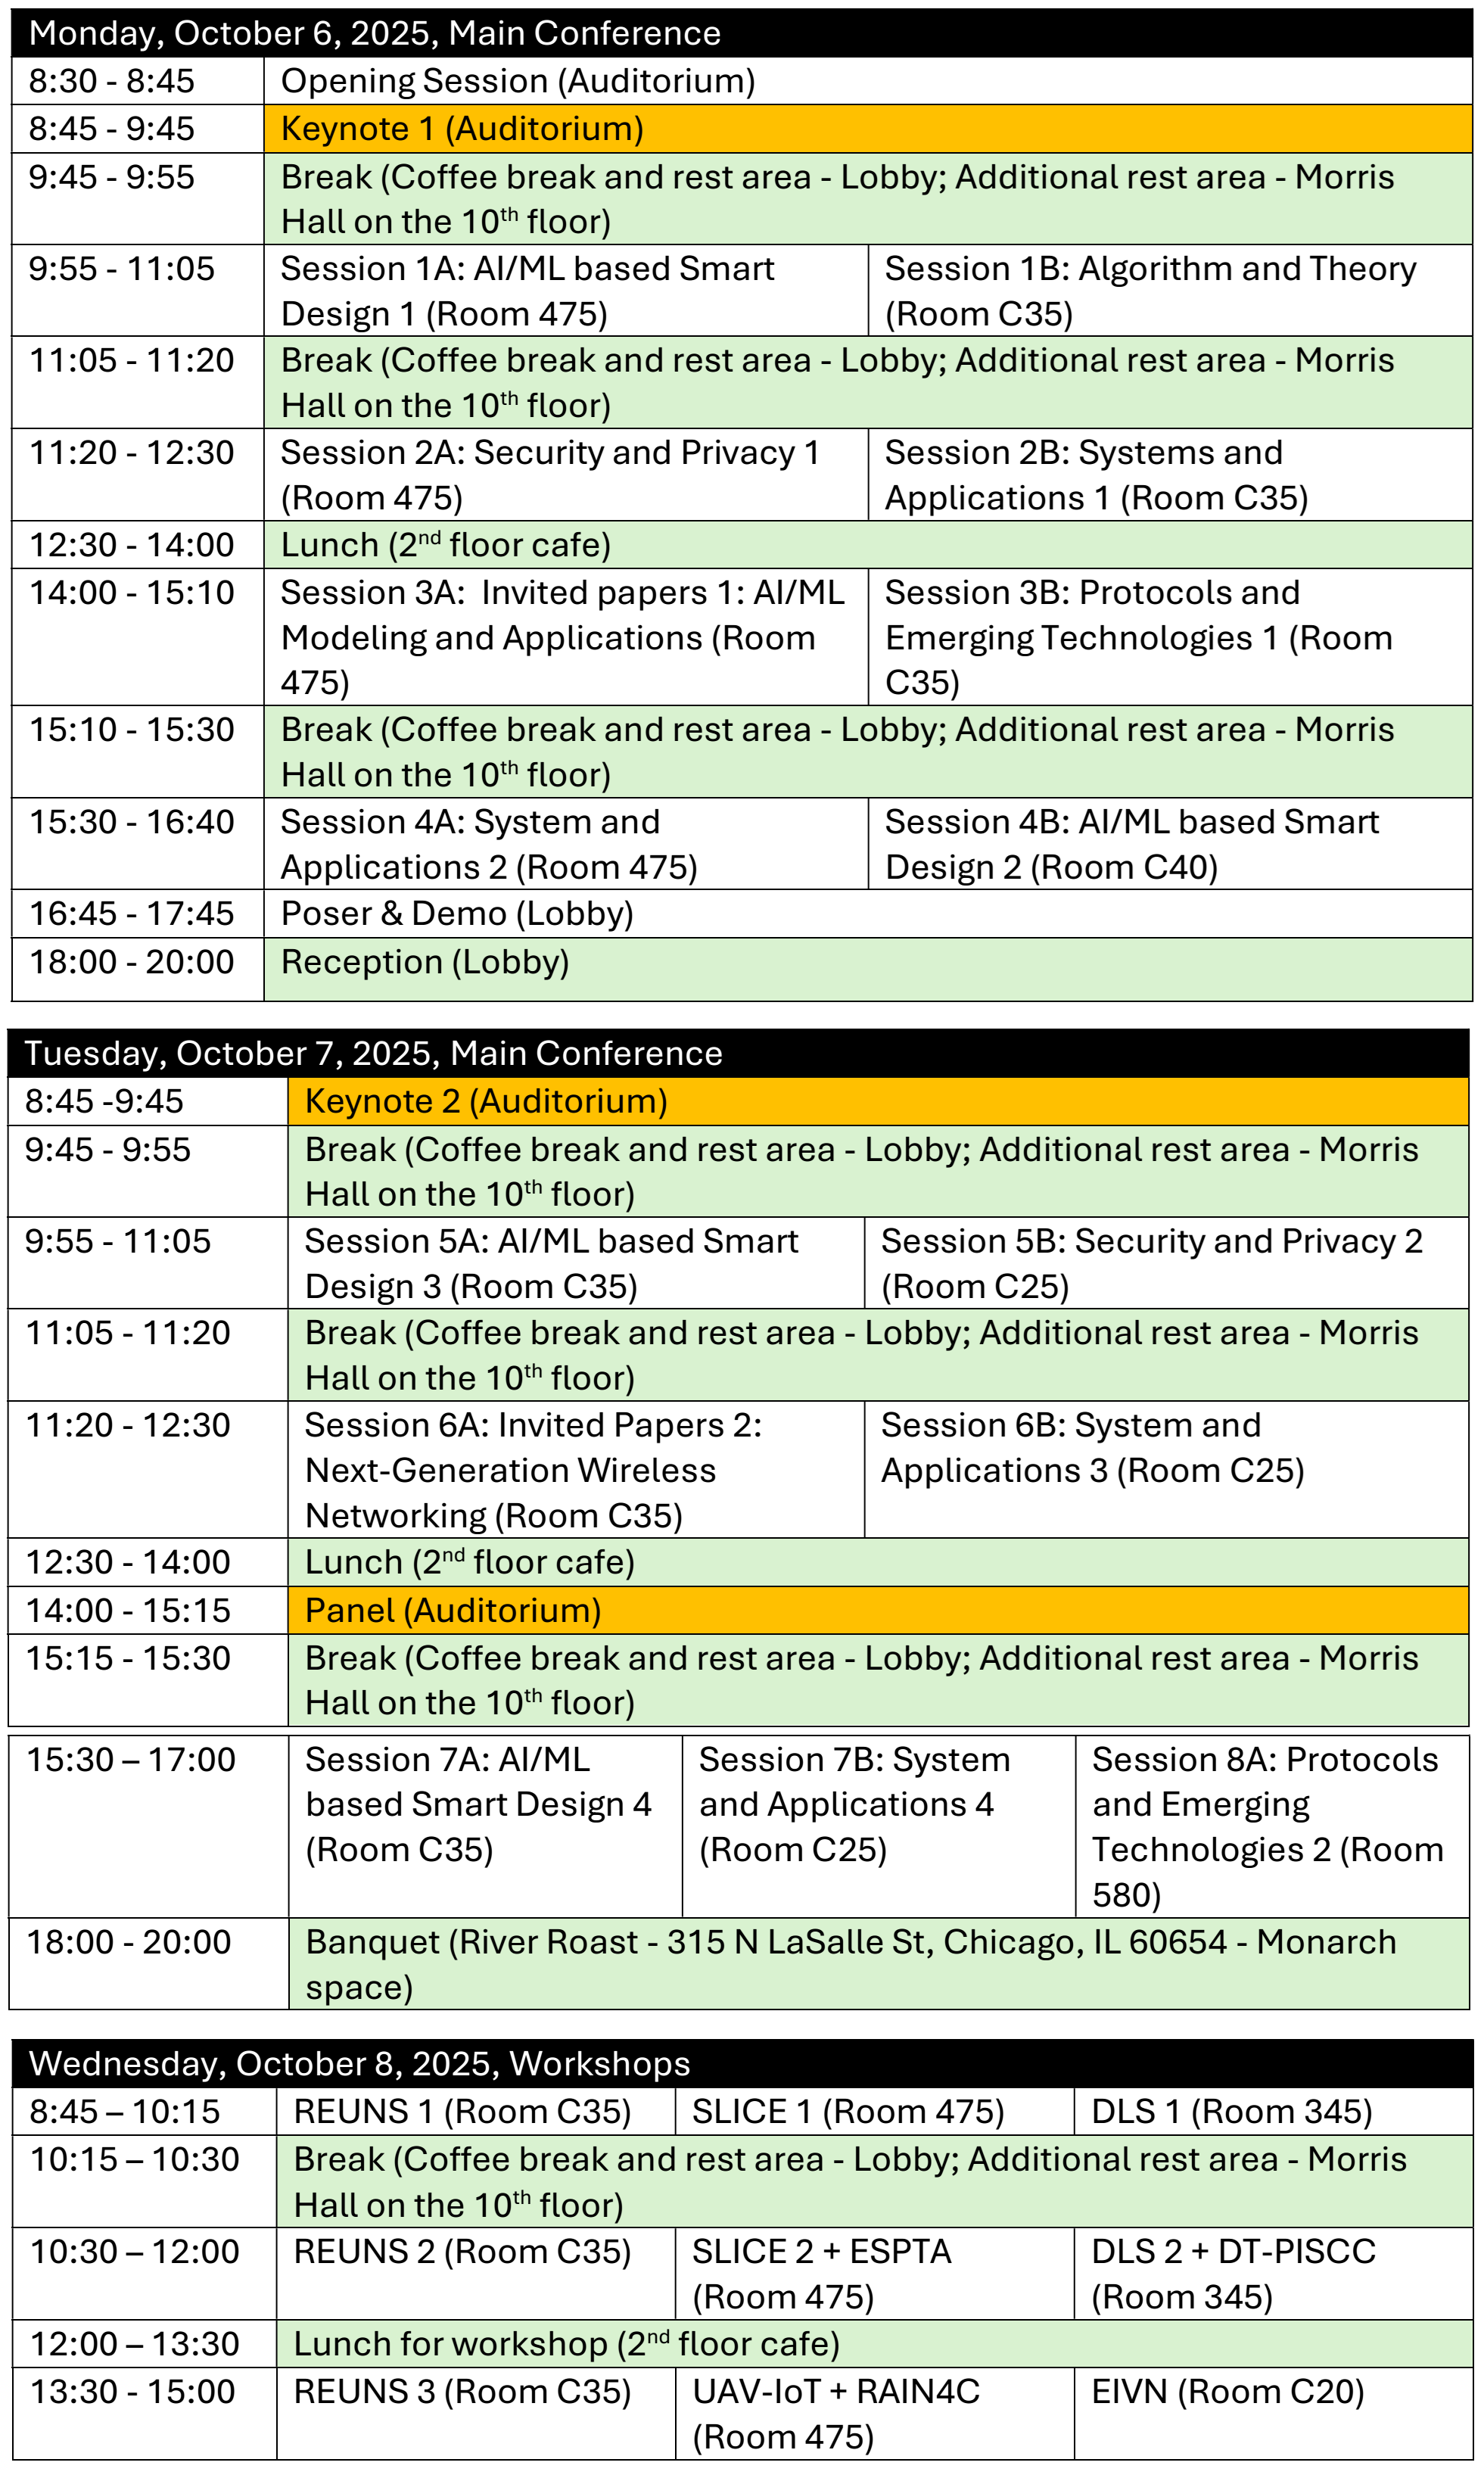 Monday, October 6, 2025, Main Conference
8:30 - 8:45
Opening Session (Auditorium)
8:45 - 9:45
Keynote 1 (Auditorium)
9:45 - 9:55
Break (Coffee break and rest area - Lobby; Additional rest area - Morris
Hall on the 10th floor)
9:55 - 11:05
Session 1A: AI/ML based Smart
Design 1 (Room 475)
Session 1B: Algorithm and Theory
(Room C35)
11:05 - 11:20
Break (Coffee break and rest area - Lobby; Additional rest area - Morris
Hall on the 10th floor)
11:20 - 12:30
Session 2A: Security and Privacy 1
(Room 475)
Session 2B: Systems and
Applications 1 (Room C35)
12:30 - 14:00
Lunch (2nd floor cafe)
14:00 - 15:10
Session 3A:  Invited papers 1: AI/ML
Modeling and Applications (Room
475)
Session 3B: Protocols and
Emerging Technologies 1 (Room
C35)
15:10 - 15:30
Break (Coffee break and rest area - Lobby; Additional rest area - Morris
Hall on the 10th floor)
15:30 - 16:40
Session 4A: System and
Applications 2 (Room 475)
Session 4B: AI/ML based Smart
Design 2 (Room C40)
16:45 - 17:45
Poser & Demo (Lobby)
18:00 - 20:00
Reception (Lobby)
Tuesday, October 7, 2025, Main Conference
8:45 -9:45
Keynote 2 (Auditorium)
9:45 - 9:55
Break (Coffee break and rest area - Lobby; Additional rest area - Morris
Hall on the 10th floor)
9:55 - 11:05
Session 5A: AI/ML based Smart
Design 3 (Room C35)
Session 5B: Security and Privacy 2
(Room C25)
11:05 - 11:20
Break (Coffee break and rest area - Lobby; Additional rest area - Morris
Hall on the 10th floor)
11:20 - 12:30
Session 6A: Invited Papers 2:
Next-Generation Wireless
Networking (Room C35)
Session 6B: System and
Applications 3 (Room C25)
12:30 - 14:00
Lunch (2nd floor cafe)
14:00 - 15:15
Panel (Auditorium)
15:15 - 15:30
Break (Coffee break and rest area - Lobby; Additional rest area - Morris
Hall on the 10th floor)
15:30 – 17:00
Session 7A: AI/ML
based Smart Design 4
(Room C35)
Session 7B: System
and Applications 4
(Room C25)
Session 8A: Protocols
and Emerging
Technologies 2 (Room
580)
18:00 - 20:00
Banquet (River Roast - 315 N LaSalle St, Chicago, IL 60654 - Monarch
space)
Wednesday, October 8, 2025, Workshops
8:45 – 10:15
REUNS 1 (Room C35)
SLICE 1 (Room 475)
DLS 1 (Room 345)
10:15 – 10:30
Break (Coffee break and rest area - Lobby; Additional rest area - Morris
Hall on the 10th floor)
10:30 – 12:00
REUNS 2 (Room C35)
SLICE 2 + ESPTA
(Room 475)
DLS 2 + DT-PISCC
(Room 345)
12:00 – 13:30
Lunch for workshop (2nd floor cafe)
13:30 - 15:00
REUNS 3 (Room C35)
UAV-IoT + RAIN4C
(Room 475)
EIVN (Room C20)